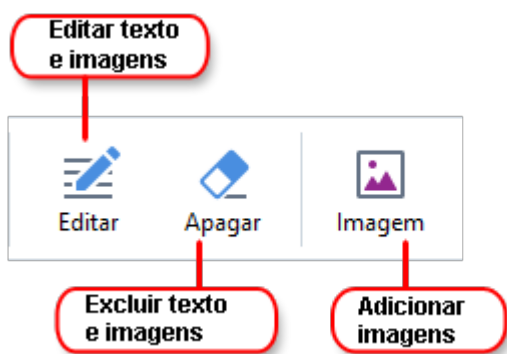 Editar texto
e imagens
Editar
Apagar
Imagem
Excluir texto
e imagens
Adicionar
imagens